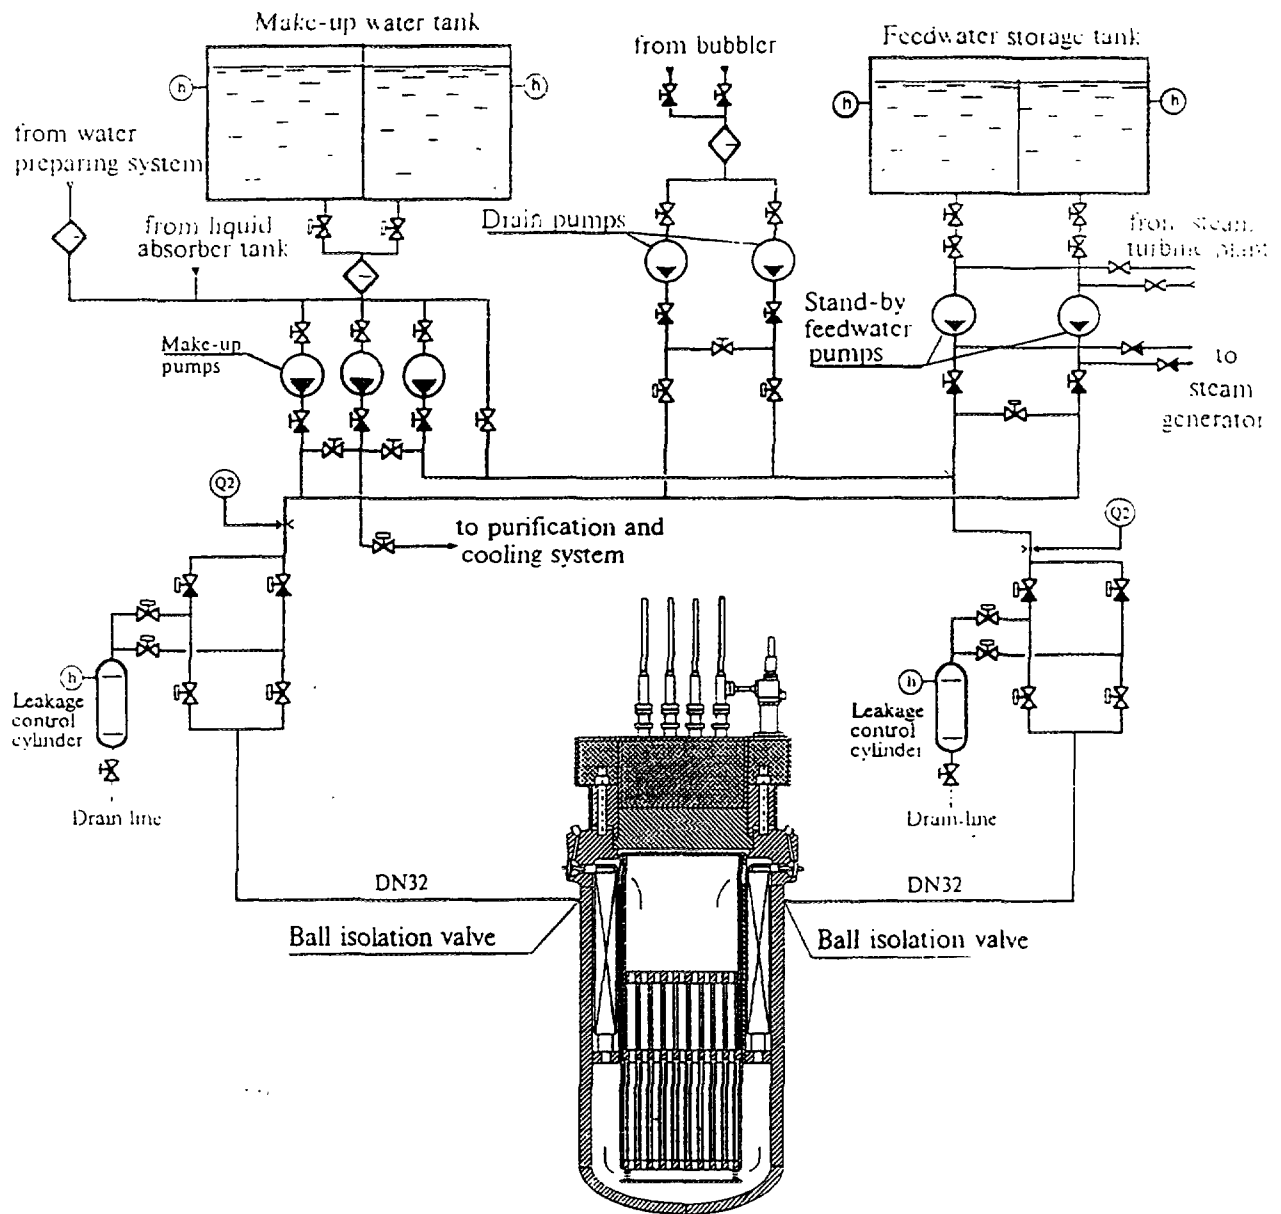 Make-up water tank
from bubbler
Feedwater storage tank
h
h
h
h
from water
preparing system
from liquid
absorber tank
Drain pumps
from steam
turbine plant
Make-up
pumps
Stand-by
feedwater
pumps
to
steam
generator
Q2
Q2
to purification and
cooling system
h
Leakage
control
cylinder
h
Leakage
control
cylinder
Drain line
Drain-line
DN32
DN32
Ball isolation valve
Ball isolation valve